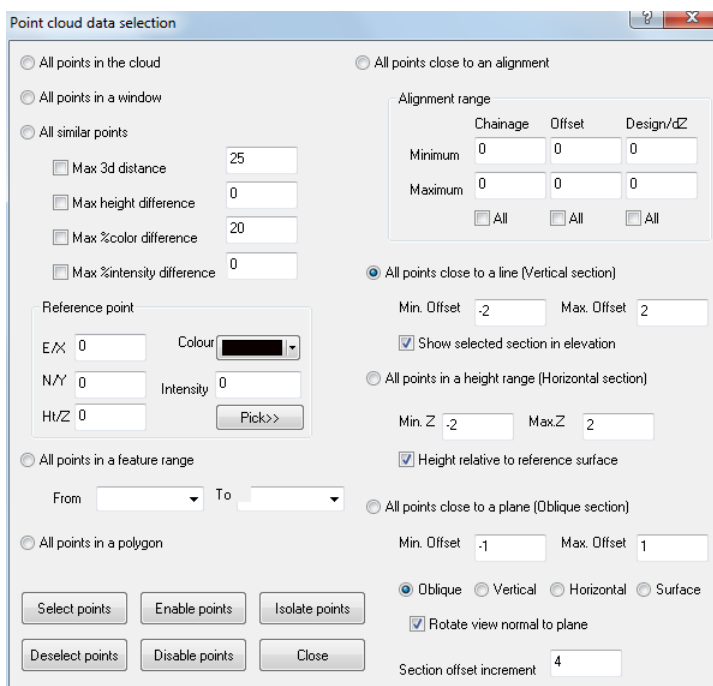 Point cloud data selection
All points in the cloud
All points in a window
All similar points
Max 3d distance 25
Max height difference 0
Max %color difference 20
Max %intensity difference 0
Reference point
E/X 0 Colour
N/Y 0 Intensity 0
Ht/Z 0 Pick>>
All points in a feature range
From To
All points in a polygon
Select points Enable points Isolate points
Deselect points Disable points Close
All points close to an alignment
Alignment range
Chainage Offset Design/dZ
Minimum 0 0 0
Maximum 0 0 0
All All All
All points close to a line (Vertical section)
Min. Offset -2 Max. Offset 2
Show selected section in elevation
All points in a height range (Horizontal section)
Min. Z -2 Max.Z 2
Height relative to reference surface
All points close to a plane (Oblique section)
Min. Offset -1 Max. Offset 1
Oblique Vertical Horizontal Surface
Rotate view normal to plane
Section offset increment 4